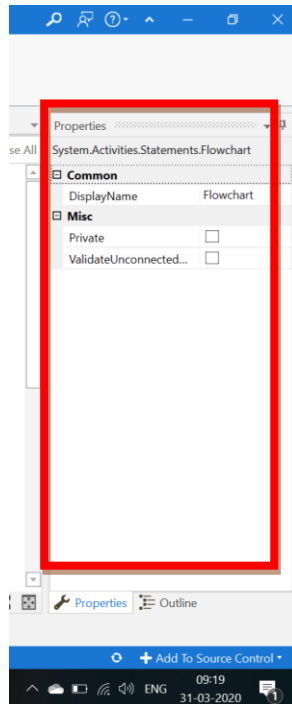 Properties
se All
System.Activities.Statements.Flowchart
Common
DisplayName Flowchart
Misc
Private
ValidateUnconnected...
Properties Outline
Add To Source Control
ENG 09:19
31-03-2020
1